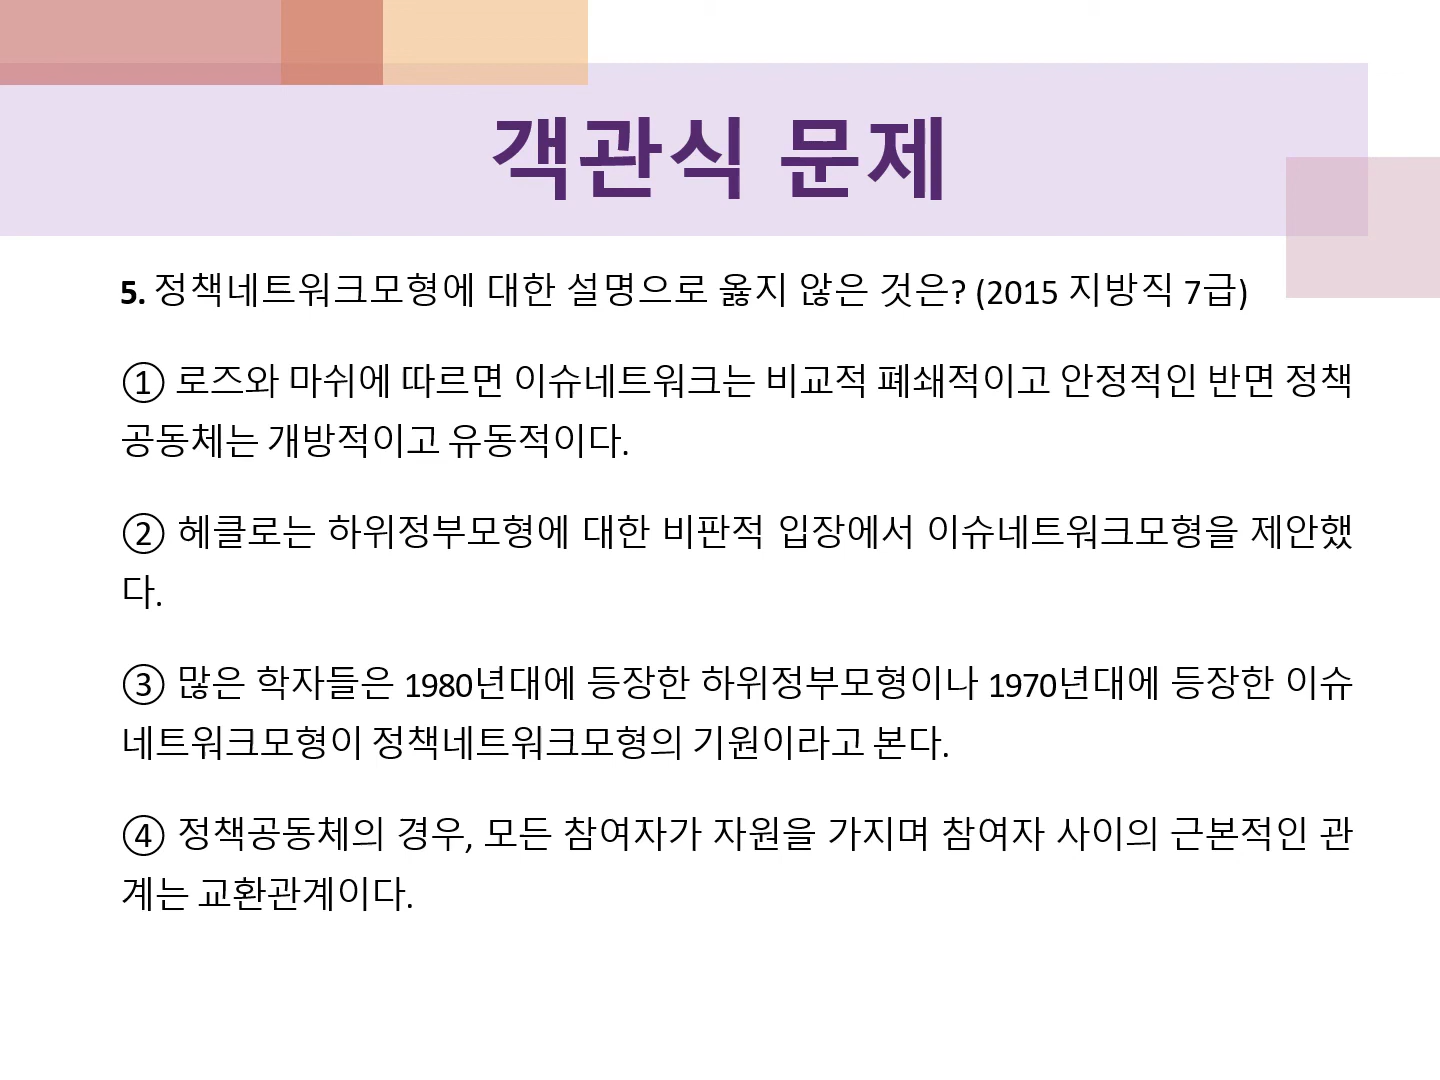 객관식 문제
5. 정책네트워크모형에 대한 설명으로 옳지 않은 것은? (2015 지방직 7급)
① 로즈와 마쉬에 따르면 이슈네트워크는 비교적 폐쇄적이고 안정적인 반면 정책
공동체는 개방적이고 유동적이다.
② 헤클로는 하위정부모형에 대한 비판적 입장에서 이슈네트워크모형을 제안했
다.
③ 많은 학자들은 1980년대에 등장한 하위정부모형이나 1970년대에 등장한 이슈
네트워크모형이 정책네트워크모형의 기원이라고 본다.
④ 정책공동체의 경우, 모든 참여자가 자원을 가지며 참여자 사이의 근본적인 관
계는 교환관계이다.